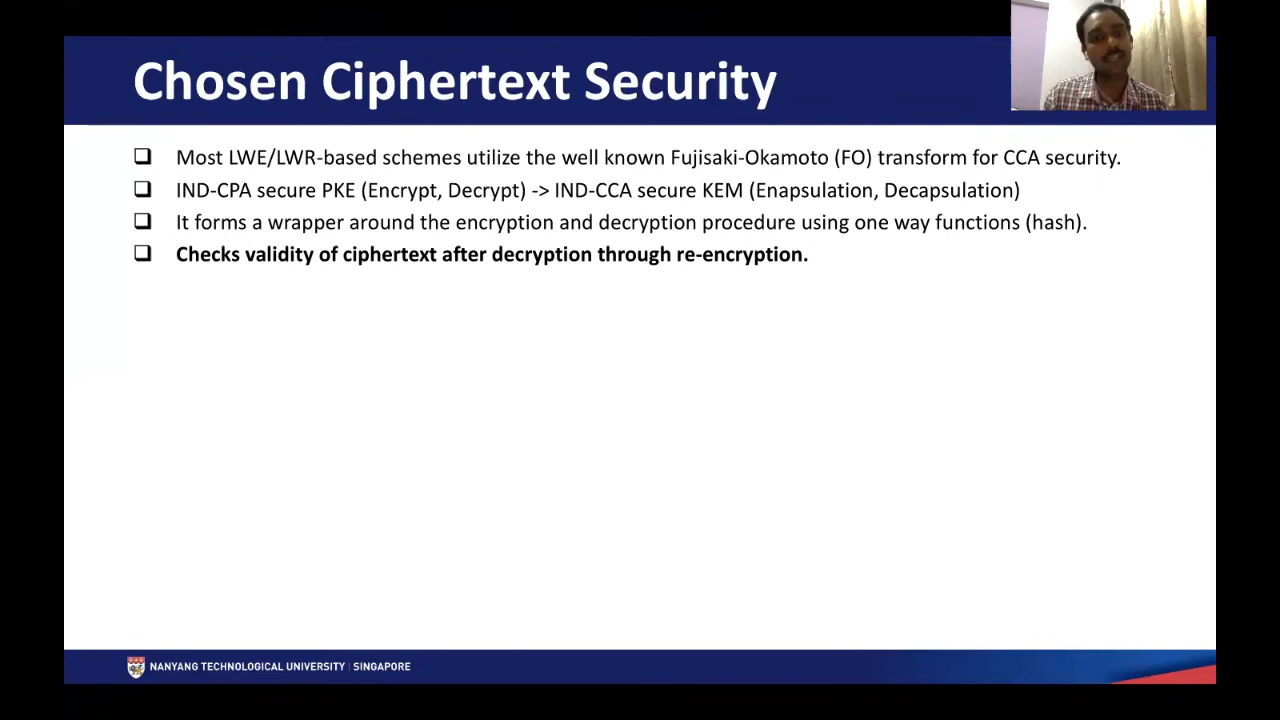 Chosen Ciphertext Security
❑ Most LWE/LWR-based schemes utilize the well known Fujisaki-Okamoto (FO) transform for CCA security.
❑ IND-CPA secure PKE (Encrypt, Decrypt) -> IND-CCA secure KEM (Enapsulation, Decapsulation)
❑ It forms a wrapper around the encryption and decryption procedure using one way functions (hash).
❑ Checks validity of ciphertext after decryption through re-encryption.
NANYANG TECHNOLOGICAL UNIVERSITY | SINGAPORE